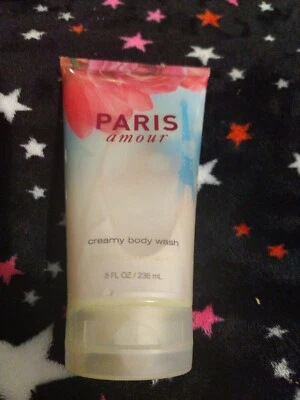 PARIS
amour
creamy body wash
8 FL OZ / 236 mL